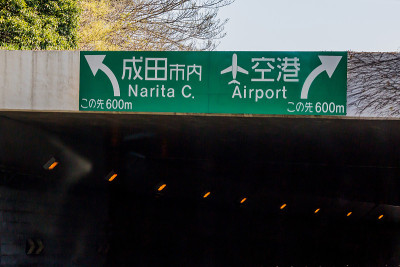 成田市内
Narita C.
この先600m
空港
Airport
この先600m